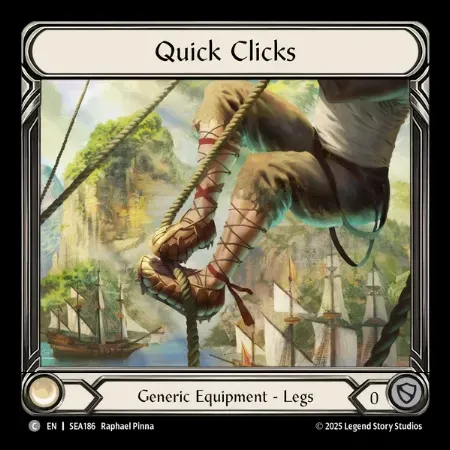 Quick Clicks
Generic Equipment - Legs
0
C EN | SEA186 Raphael Pinna
© 2025 Legend Story Studios